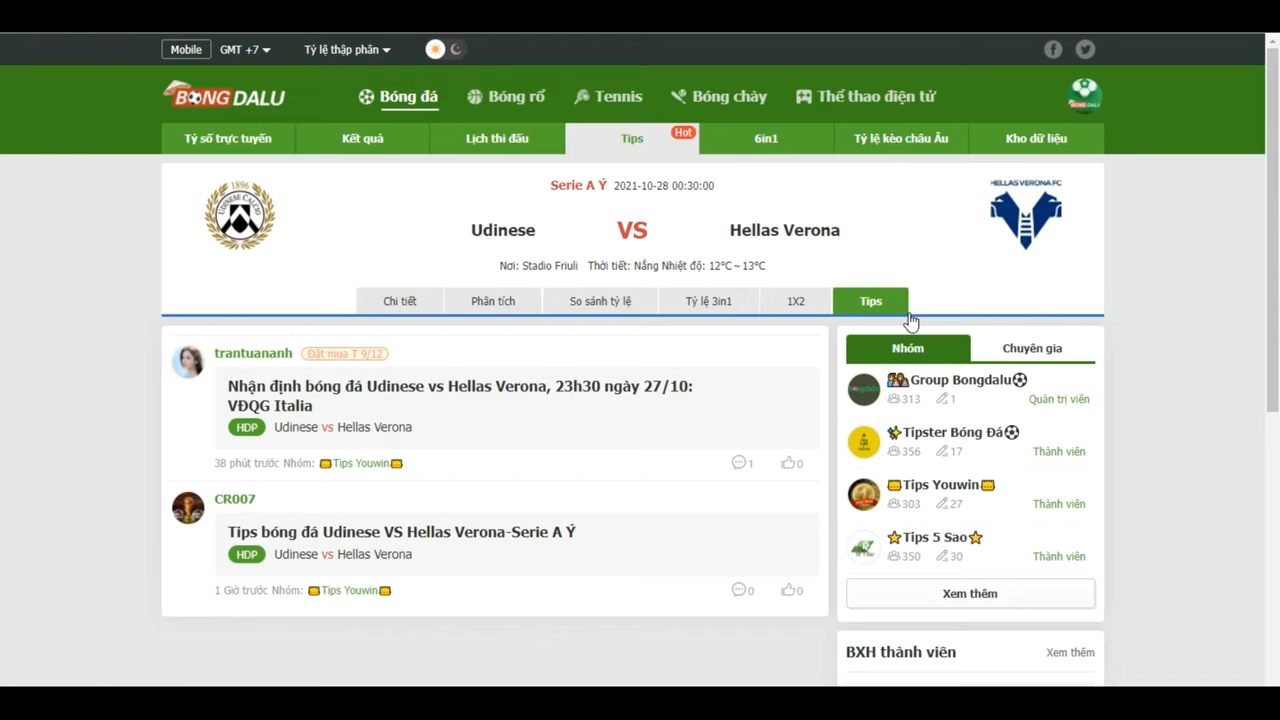 Mobile GMT +7 Tỷ lệ thập phân
BONGDALU Bóng đá Bóng rổ Tennis Bóng chày Thể thao điện tử
Tỷ số trực tuyến Kết quả Lịch thi đấu Tips Hot 6in1 Tỷ lệ kèo châu Âu Kho dữ liệu
Serie A Ý 2021-10-28 00:30:00
1896
UDINESE CALCIO
HELLAS VERONA FC
Udinese VS Hellas Verona
Nơi: Stadio Friuli Thời tiết: Nắng Nhiệt độ: 12℃～13℃
Chi tiết Phân tích So sánh tỷ lệ Tỷ lệ 3in1 1X2 Tips
trantuananh Đặt mua T 9/12
Nhận định bóng đá Udinese vs Hellas Verona, 23h30 ngày 27/10:
VĐQG Italia
HDP Udinese vs Hellas Verona
38 phút trước Nhóm: Tips Youwin 1 0
CR007
Tips bóng đá Udinese VS Hellas Verona-Serie A Ý
HDP Udinese vs Hellas Verona
1 Giờ trước Nhóm: Tips Youwin 0 0
Nhóm Chuyên gia
Group Bongdalu
313 1 Quản trị viên
Tipster Bóng Đá
356 17 Thành viên
Tips Youwin
303 27 Thành viên
Tips 5 Sao
350 30 Thành viên
Xem thêm
BXH thành viên Xem thêm